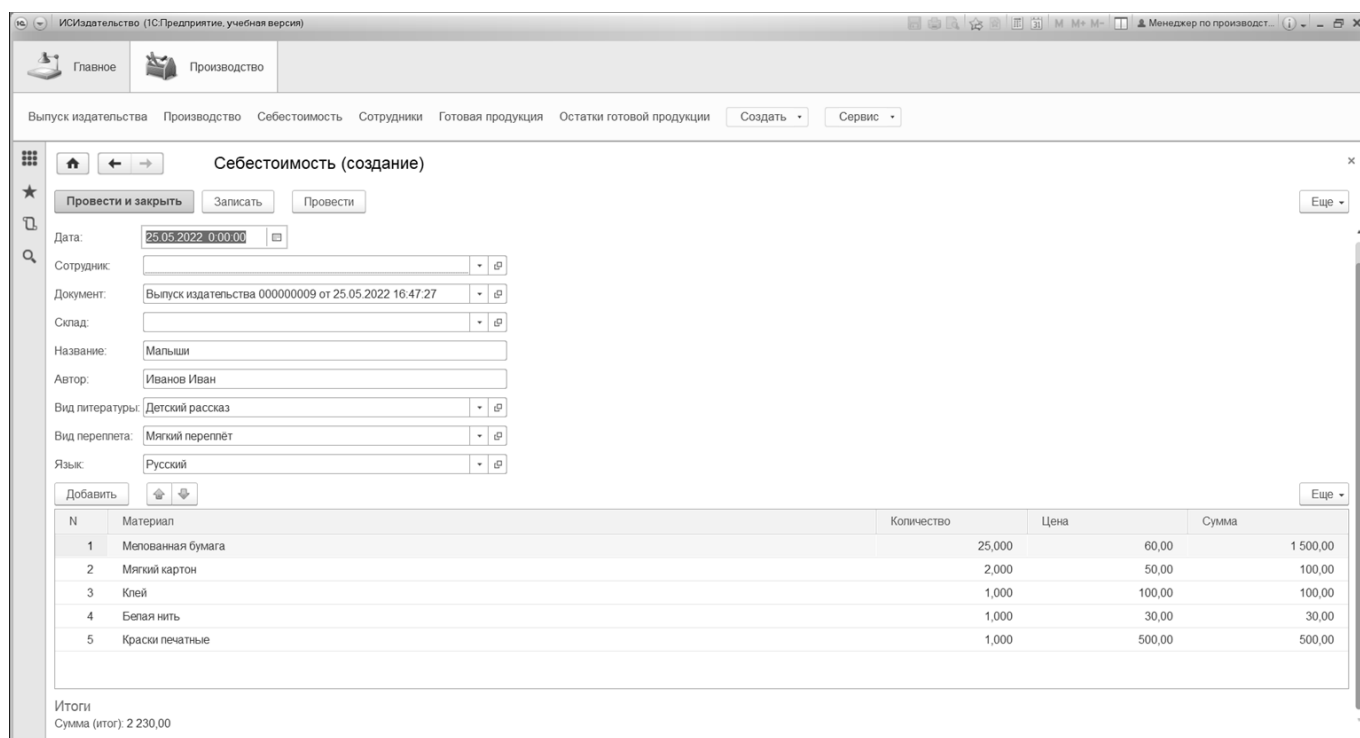 ИСИздательство (1С:Предприятие, учебная версия) M M+ M- Менеджер по производст...
Главное Производство
Выпуск издательства Производство Себестоимость Сотрудники Готовая продукция Остатки готовой продукции Создать Сервис
Себестоимость (создание)
Провести и закрыть Записать Провести Еще
Дата: 25.05.2022 0:00:00
Сотрудник:
Документ: Выпуск издательства 000000009 от 25.05.2022 16:47:27
Склад:
Название: Малыши
Автор: Иванов Иван
Вид литературы: Детский рассказ
Вид переплета: Мягкий переплёт
Язык: Русский
Добавить Еще
N Материал Количество Цена Сумма
1 Мелованная бумага 25,000 60,00 1 500,00
2 Мягкий картон 2,000 50,00 100,00
3 Клей 1,000 100,00 100,00
4 Белая нить 1,000 30,00 30,00
5 Краски печатные 1,000 500,00 500,00
Итоги
Сумма (итог): 2 230,00